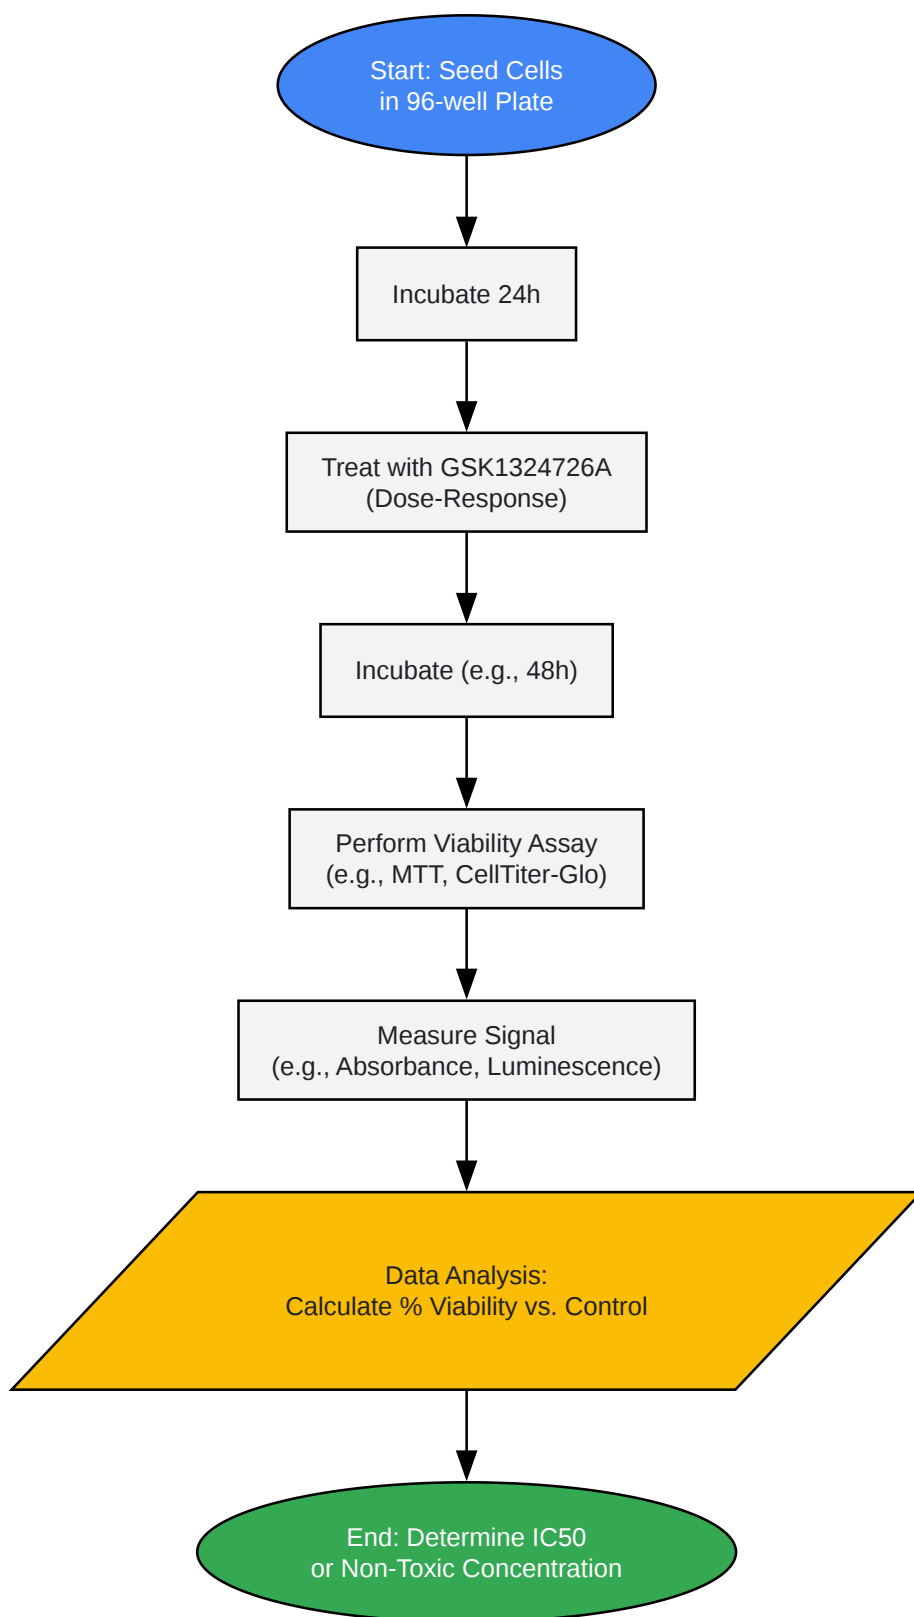 Start: Seed Cells
in 96-well Plate
Incubate 24h
Treat with GSK1324726A
(Dose-Response)
Incubate (e.g., 48h)
Perform Viability Assay
(e.g., MTT, CellTiter-Glo)
Measure Signal
(e.g., Absorbance, Luminescence)
Data Analysis:
Calculate % Viability vs. Control
End: Determine IC50
or Non-Toxic Concentration